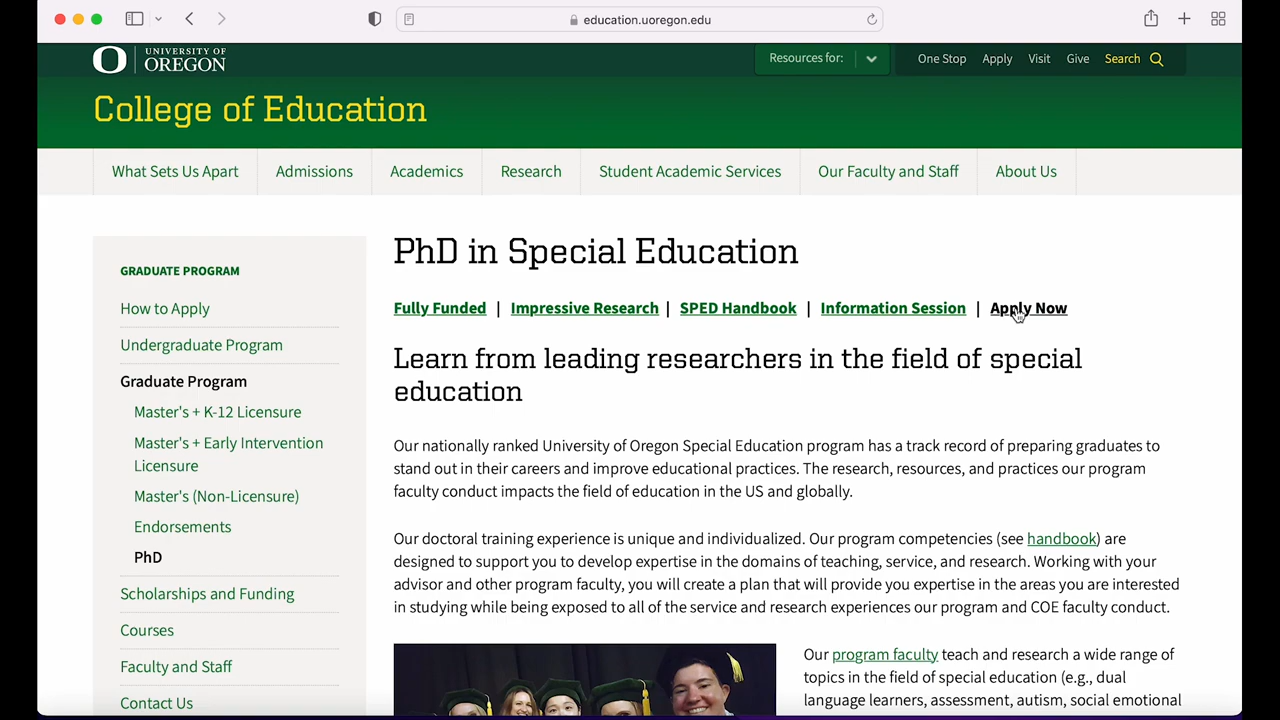 education.uoregon.edu
UNIVERSITY OF
OREGON
Resources for:
One Stop
Apply
Visit
Give
Search
College of Education
What Sets Us Apart
Admissions
Academics
Research
Student Academic Services
Our Faculty and Staff
About Us
GRADUATE PROGRAM
How to Apply
Undergraduate Program
Graduate Program
Master's + K-12 Licensure
Master's + Early Intervention
Licensure
Master's (Non-Licensure)
Endorsements
PhD
Scholarships and Funding
Courses
Faculty and Staff
Contact Us
PhD in Special Education
Fully Funded | Impressive Research | SPED Handbook | Information Session | Apply Now
Learn from leading researchers in the field of special
education
Our nationally ranked University of Oregon Special Education program has a track record of preparing graduates to
stand out in their careers and improve educational practices. The research, resources, and practices our program
faculty conduct impacts the field of education in the US and globally.
Our doctoral training experience is unique and individualized. Our program competencies (see handbook) are
designed to support you to develop expertise in the domains of teaching, service, and research. Working with your
advisor and other program faculty, you will create a plan that will provide you expertise in the areas you are interested
in studying while being exposed to all of the service and research experiences our program and COE faculty conduct.
Our program faculty teach and research a wide range of
topics in the field of special education (e.g., dual
language learners, assessment, autism, social emotional